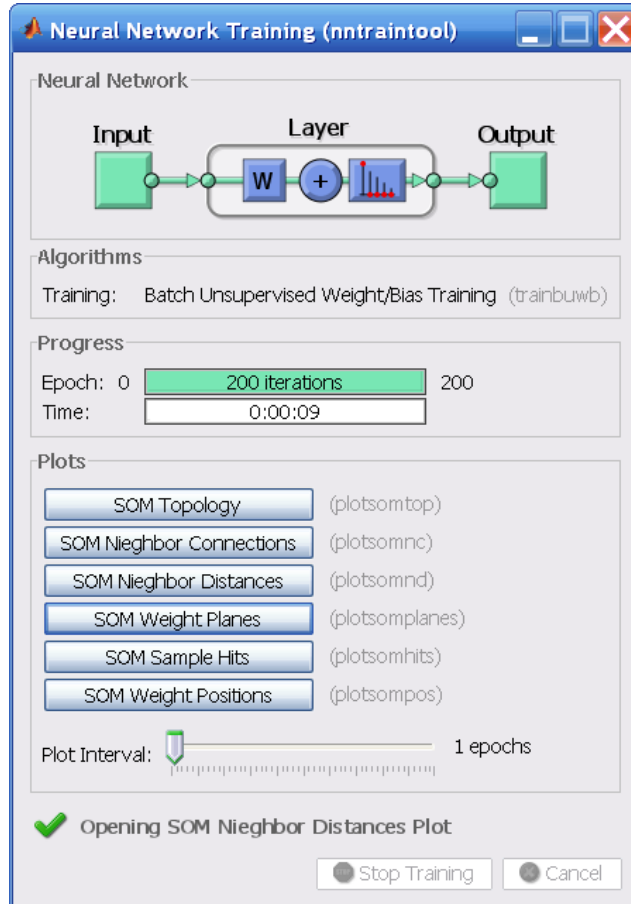 Neural Network Training (nntraintool)
Neural Network
Input Layer Output
W +
Algorithms
Training: Batch Unsupervised Weight/Bias Training (trainbuwb)
Progress
Epoch: 0 200 iterations 200
Time: 0:00:09
Plots
SOM Topology (plotsomtop)
SOM Nieghbor Connections (plotsomnc)
SOM Nieghbor Distances (plotsomnd)
SOM Weight Planes (plotsomplanes)
SOM Sample Hits (plotsomhits)
SOM Weight Positions (plotsompos)
Plot Interval: 1 epochs
Opening SOM Nieghbor Distances Plot
Stop Training Cancel